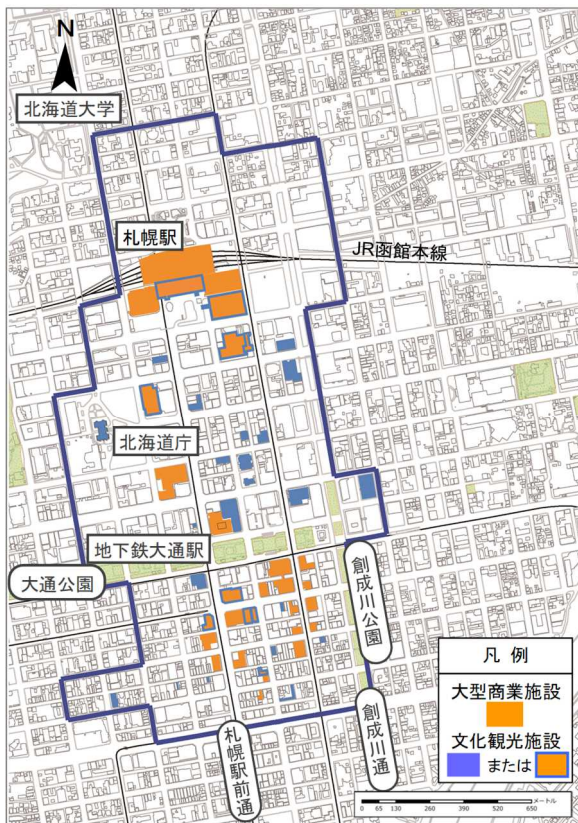 N
北海道大学
札幌駅
JR函館本線
北海道庁
地下鉄大通駅
大通公園
創成川公園
札幌駅前通
創成川通
凡 例
大型商業施設
文化観光施設
または
メートル
0 65 130 260 390 520 650